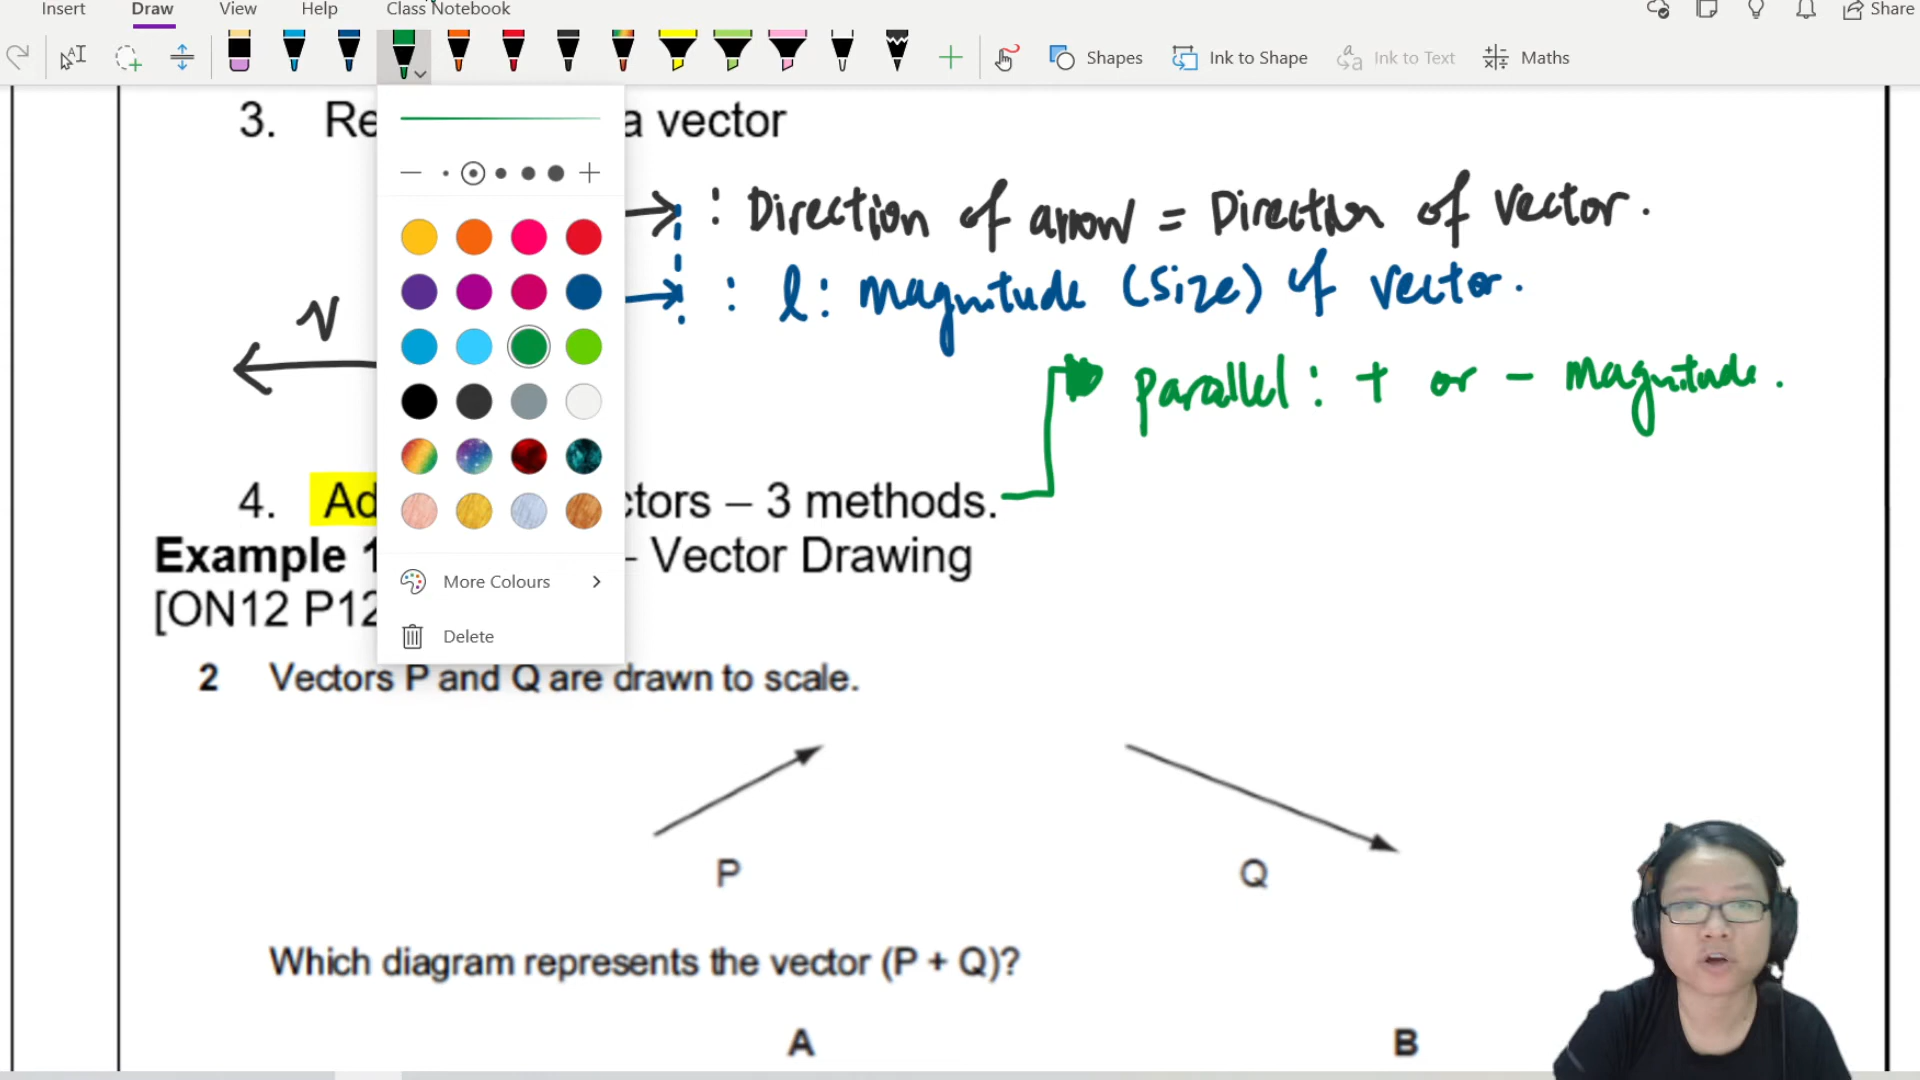 Insert Draw View Help Class Notebook Share
Shapes Ink to Shape Ink to Text Maths
3. Re a vector
: Direction of arrow = Direction of vector.
: l: magnitude (size) of vector.
parallel: + or - magnitude.
4. Ad ctors – 3 methods.
Example 1 - Vector Drawing
[ON12 P12
More Colours
Delete
2 Vectors P and Q are drawn to scale.
P Q
Which diagram represents the vector (P + Q)?
A B